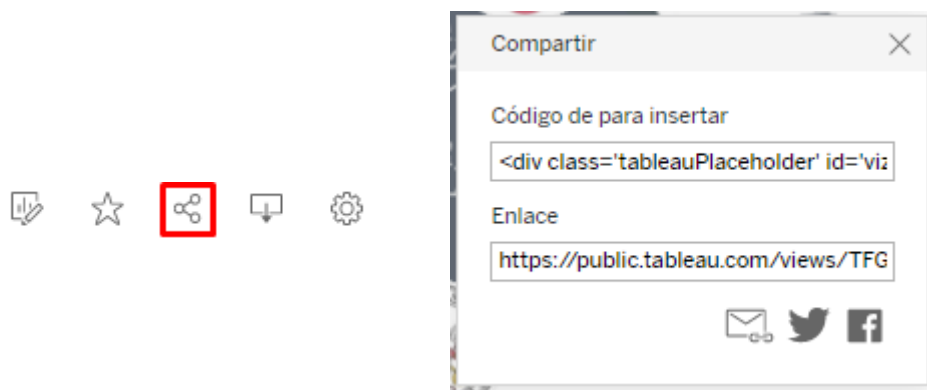 Compartir
Código de para insertar
<div class='tableauPlaceholder' id='viz
Enlace
https://public.tableau.com/views/TFG